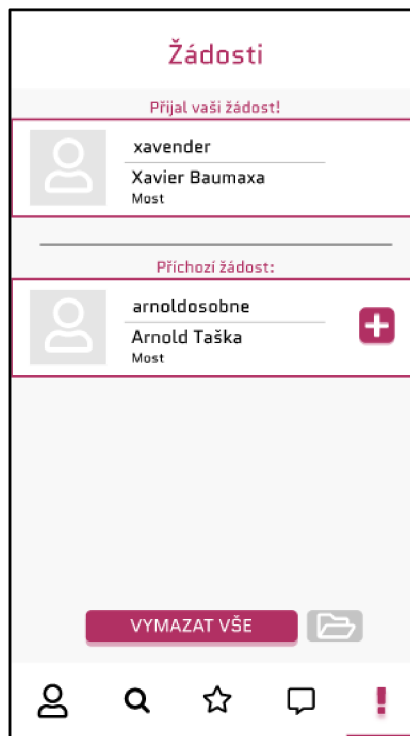 Žádosti
Přijal vaši žádost!
xavender
Xavier Baumaxa
Most
Příchozí žádost:
arnoldosobne
Arnold Taška
Most
VYMAZAT VŠE